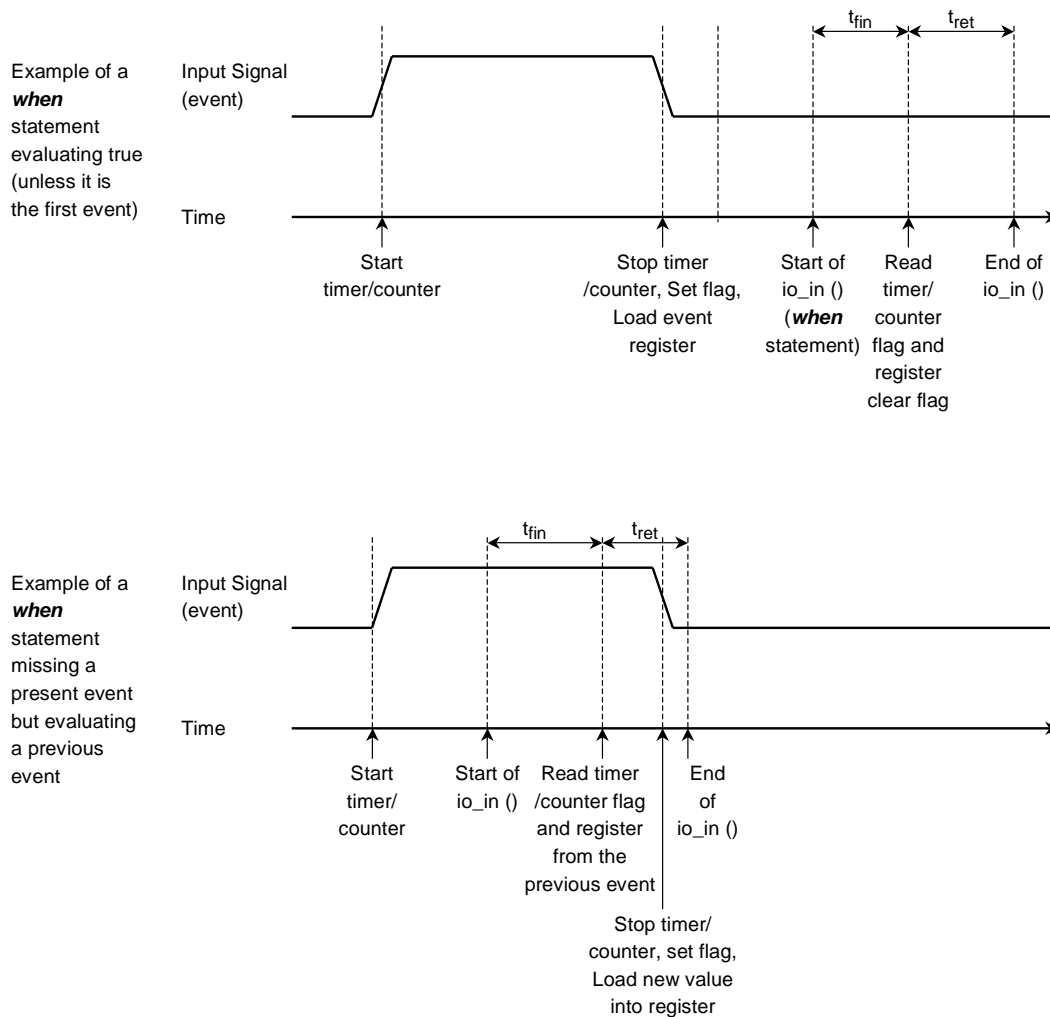 t_fin
t_ret
Example of a
when
statement
evaluating true
(unless it is
the first event)
Input Signal
(event)
Time
Start
timer/counter
Stop timer
/counter, Set flag,
Load event
register
Start of
io_in ()
(when
statement)
Read
timer/
counter
flag and
register
clear flag
End of
io_in ()
t_fin
t_ret
Example of a
when
statement
missing a
present event
but evaluating
a previous
event
Input Signal
(event)
Time
Start
timer/
counter
Start of
io_in ()
Read timer
/counter flag
and register
from the
previous event
End
of
io_in ()
Stop timer/
counter, set flag,
Load new value
into register